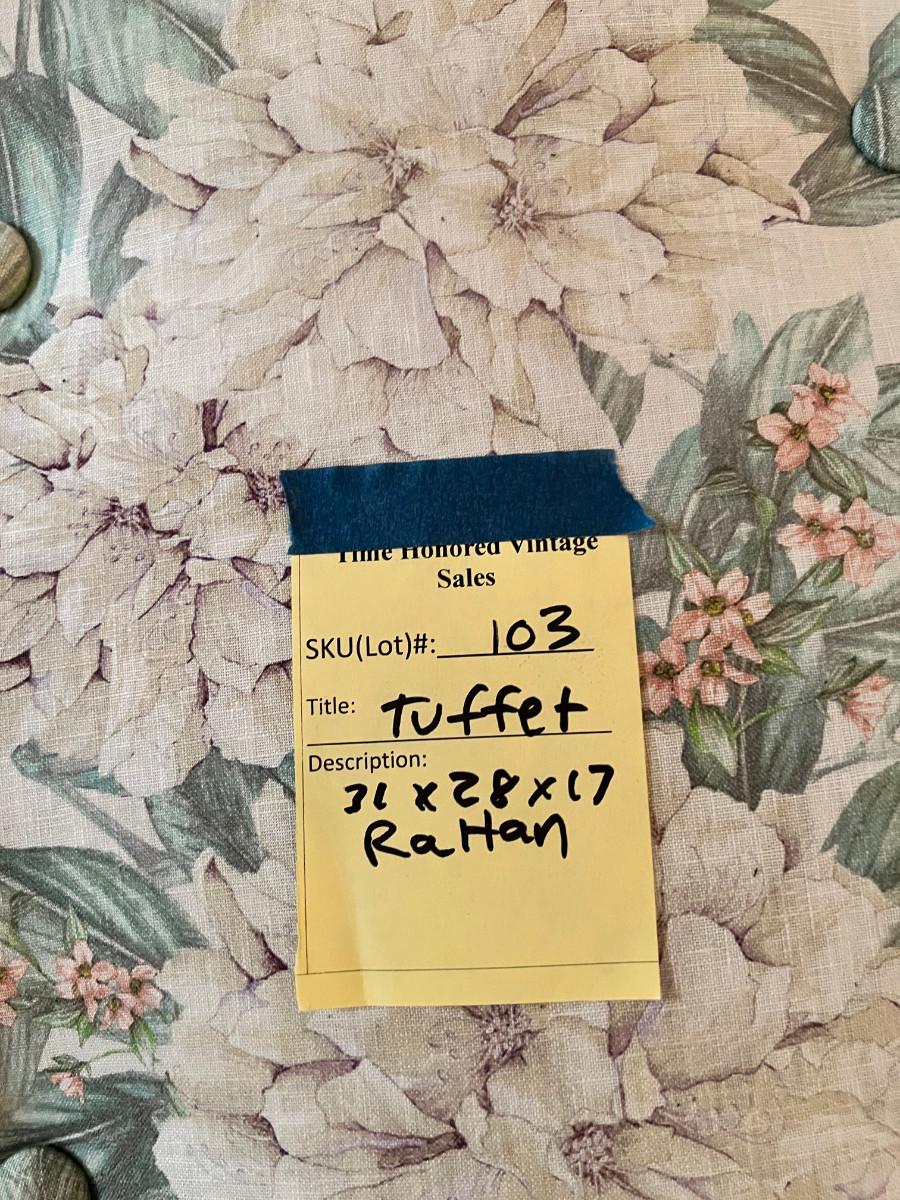 Time Honored Vintage
Sales
SKU(Lot)#: 103
Title: Tuffet
Description:
31 x 28 x 17
Rattan